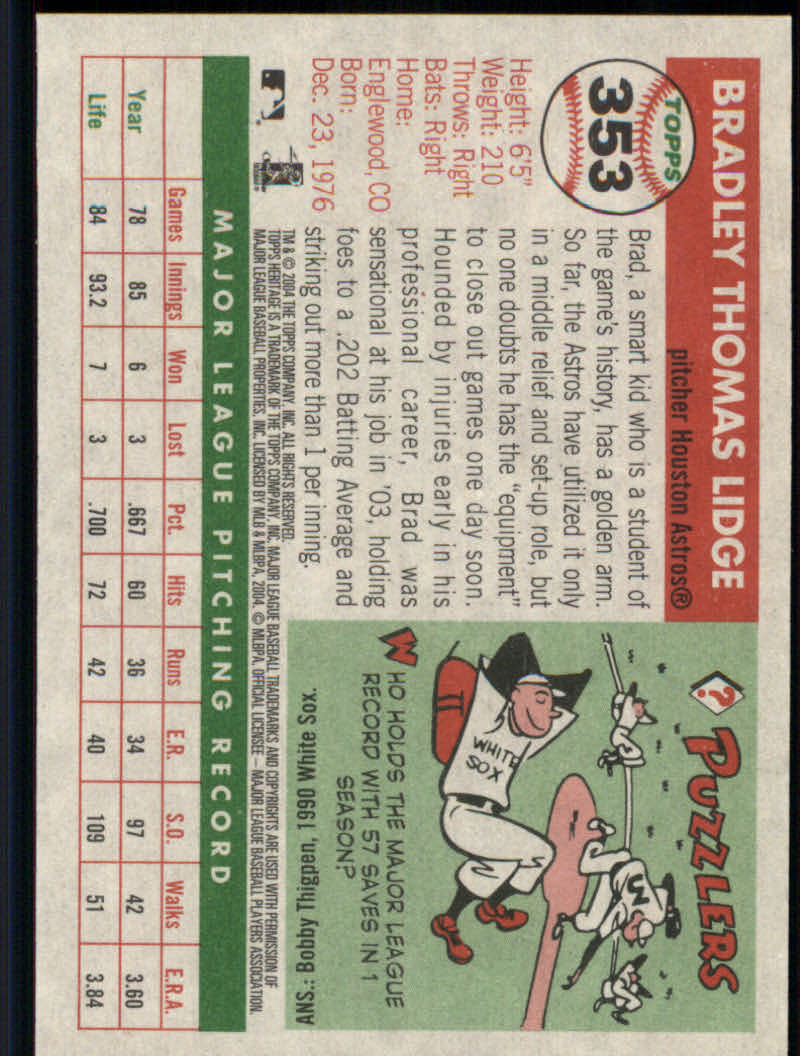 BRADLEY THOMAS LIDGE
pitcher Houston Astros®
TOPPS
353
Height: 6'5"
Weight: 210
Throws: Right
Bats: Right
Home:
Englewood, CO
Born:
Dec. 23, 1976
Brad, a smart kid who is a student of
the game's history, has a golden arm.
So far, the Astros have utilized it only
in a middle relief and set-up role, but
no one doubts he has the "equipment"
to close out games one day soon.
Hounded by injuries early in his
professional career, Brad was
sensational at his job in '03, holding
foes to a .202 Batting Average and
striking out more than 1 per inning.
? PUZZLERS
N
WHITE
SOX
WHO HOLDS THE MAJOR LEAGUE
RECORD WITH 57 SAVES IN 1
SEASON?
ANS: Bobby Thigpen, 1990 White Sox.
TM & © 2004 THE TOPPS COMPANY, INC. ALL RIGHTS RESERVED.
TOPPS HERITAGE IS A TRADEMARK OF THE TOPPS COMPANY, INC. MAJOR LEAGUE BASEBALL TRADEMARKS AND COPYRIGHTS ARE USED WITH PERMISSION OF
MAJOR LEAGUE BASEBALL PROPERTIES, INC. LICENSED BY MLB & MLBPA, 2004. © MLBPA, OFFICIAL LICENSEE – MAJOR LEAGUE BASEBALL PLAYERS ASSOCIATION.
MAJOR LEAGUE PITCHING RECORD
Games Innings Won Lost Pct. Hits Runs E.R. S.O. Walks E.R.A.
Year 78 85 6 3 .667 60 36 34 97 42 3.60
Life 84 93.2 7 3 .700 72 42 40 109 51 3.84